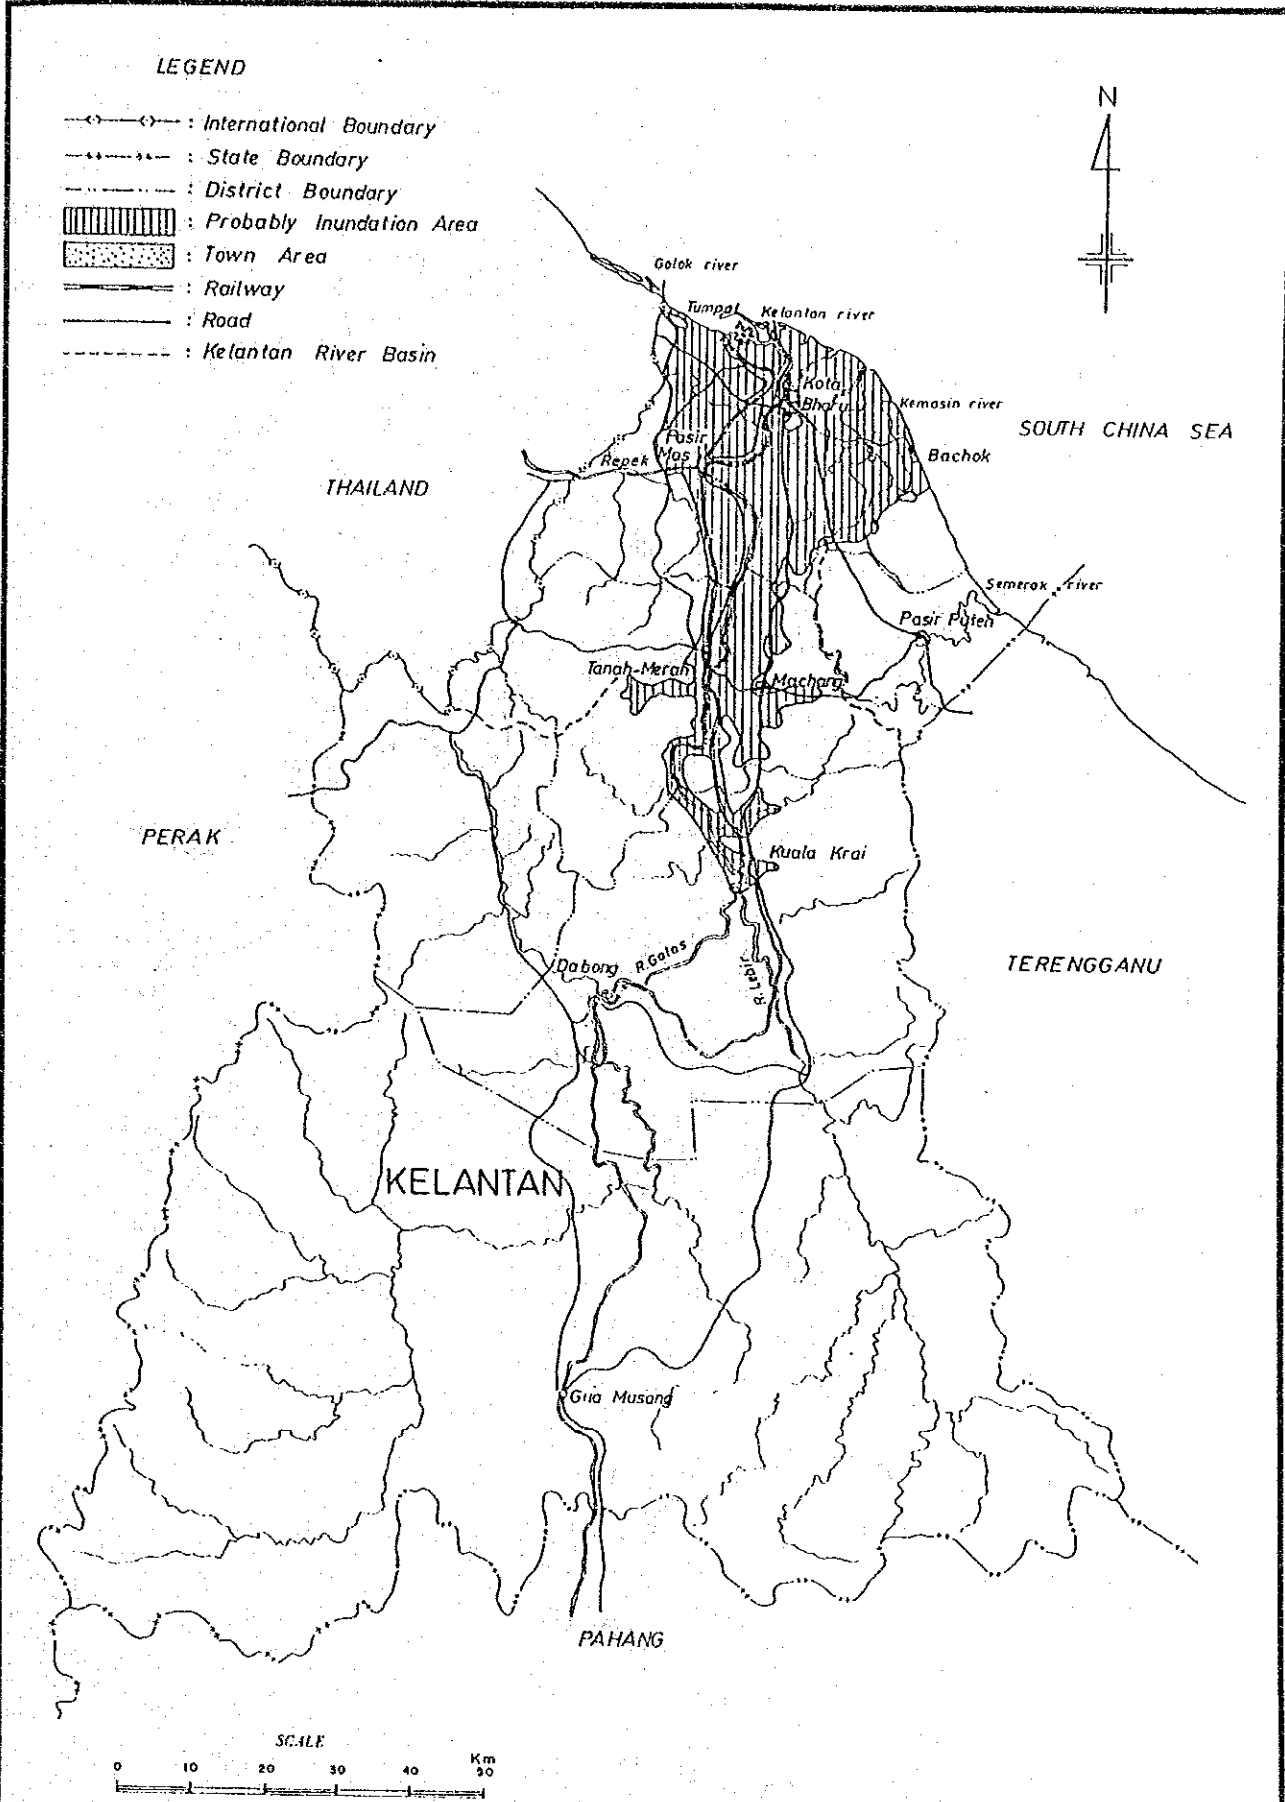 LEGEND
: International Boundary
: State Boundary
: District Boundary
: Probably Inundation Area
: Town Area
: Railway
: Road
: Kelantan River Basin
N
Golok river
Tumpat
Kelantan river
Kota
Bharu
Kemasin river
SOUTH CHINA SEA
Pasir
Mas
Repek
Bachok
THAILAND
Semerak river
Pasir Puteh
Tanah-Merah
Machang
PERAK
Kuala Krai
Dabong
R.Galas
R.Lebir
TERENGGANU
KELANTAN
Gua Musang
PAHANG
SCALE
Km
0 10 20 30 40 50